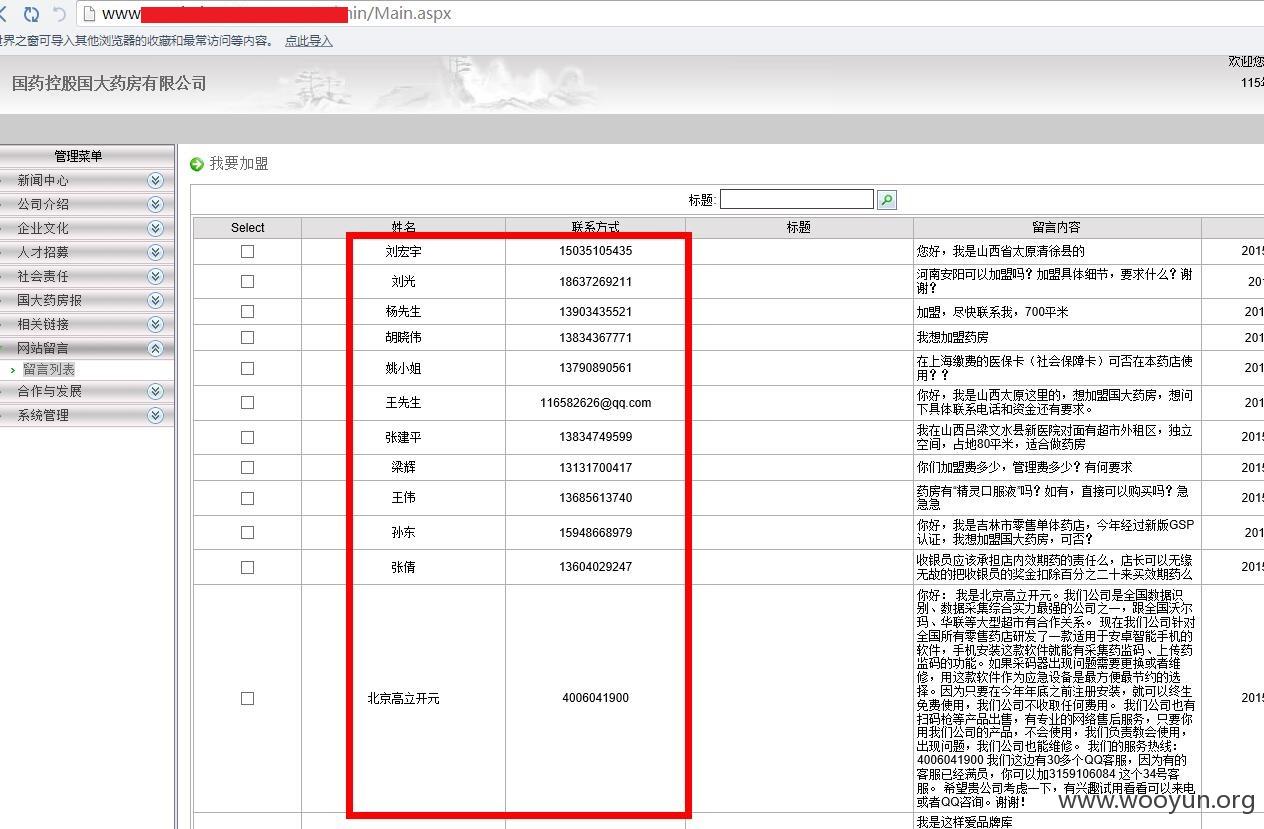 www
min/Main.aspx
世界之窗可导入其他浏览器的收藏和最常访问等内容。 点此导入
国药控股国大药房有限公司
欢迎您
115
管理菜单
新闻中心
公司介绍
企业文化
人才招募
社会责任
国大药房报
相关链接
网站留言
留言列表
合作与发展
系统管理
我要加盟
标题:
Select 姓名 联系方式 标题 留言内容
刘宏宇 15035105435 您好，我是山西省太原清徐县的 2015
刘光 18637269211 河南安阳可以加盟吗？加盟具体细节，要求什么？谢
谢？ 20
杨先生 13903435521 加盟，尽快联系我，700平米 201
胡晓伟 13834367771 我想加盟药房 201
姚小姐 13790890561 在上海缴费的医保卡（社会保障卡）可否在本药店使
用？？ 201
王先生 116582626@qq.com 你好，我是山西太原这里的，想加盟国大药房，想问
下具体联系电话和资金还有要求。 201
张建平 13834749599 我在山西吕梁文水县新医院对面有超市外租区，独立
空间，占地80平米，适合做药房 2015
梁辉 13131700417 你们加盟费多少，管理费多少？有何要求 2015
王伟 13685613740 药房有“精灵口服液”吗？如有，直接可以购买吗？急
急急 2015
孙东 15948668979 你好，我是吉林市零售单体药店，今年经过新版GSP
认证，我想加盟国大药房，可否？ 201
张倩 13604029247 收银员应该承担店内效期药的责任么，店长可以无缘
无故的把收银员的奖金扣除百分之二十来买效期药么 2015
北京高立开元 4006041900 2015
你好： 我是北京高立开元。我们公司是全国数据识
别、数据采集综合实力最强的公司之一，跟全国沃尔
玛、华联等大型超市有合作关系。 现在我们公司针对
全国所有零售药店研发了一款适用于安卓智能手机的
软件，手机安装这款软件就能有采集药监码、上传药
监码的功能。如果采码器出现问题需要更换或者维
修，用这款软件作为应急设备是最方便最节约的选
择。因为只要在今年年底之前注册安装，就可以终生
免费使用，我们公司不收取任何费用。 我们公司也有
扫码枪等产品出售，有专业的网络售后服务，只要你
用我们公司的产品，不会使用，我们负责教会使用，
出现问题，我们公司也能维修。 我们的服务热线：
4006041900 我们这边有30多个QQ客服，因为有的
客服已经满员，你可以加3159106084 这个34号客
服。 希望贵公司考虑一下，有兴趣试用看看可以来电
或者QQ咨询。谢谢！
我是这样爱品牌库
www.wooyun.org